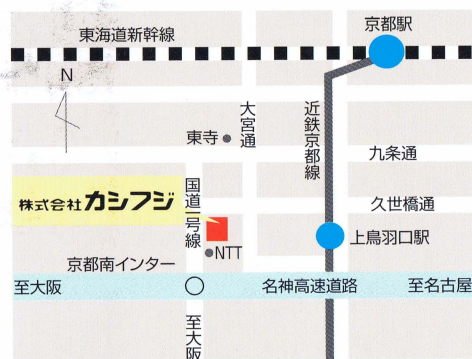 京都駅
東海道新幹線
N
大宮通
近鉄京都線
東寺
九条通
国道一号線
株式会社カシフジ
久世橋通
上鳥羽口駅
NTT
京都南インター
至大阪
名神高速道路
至名古屋
至大阪